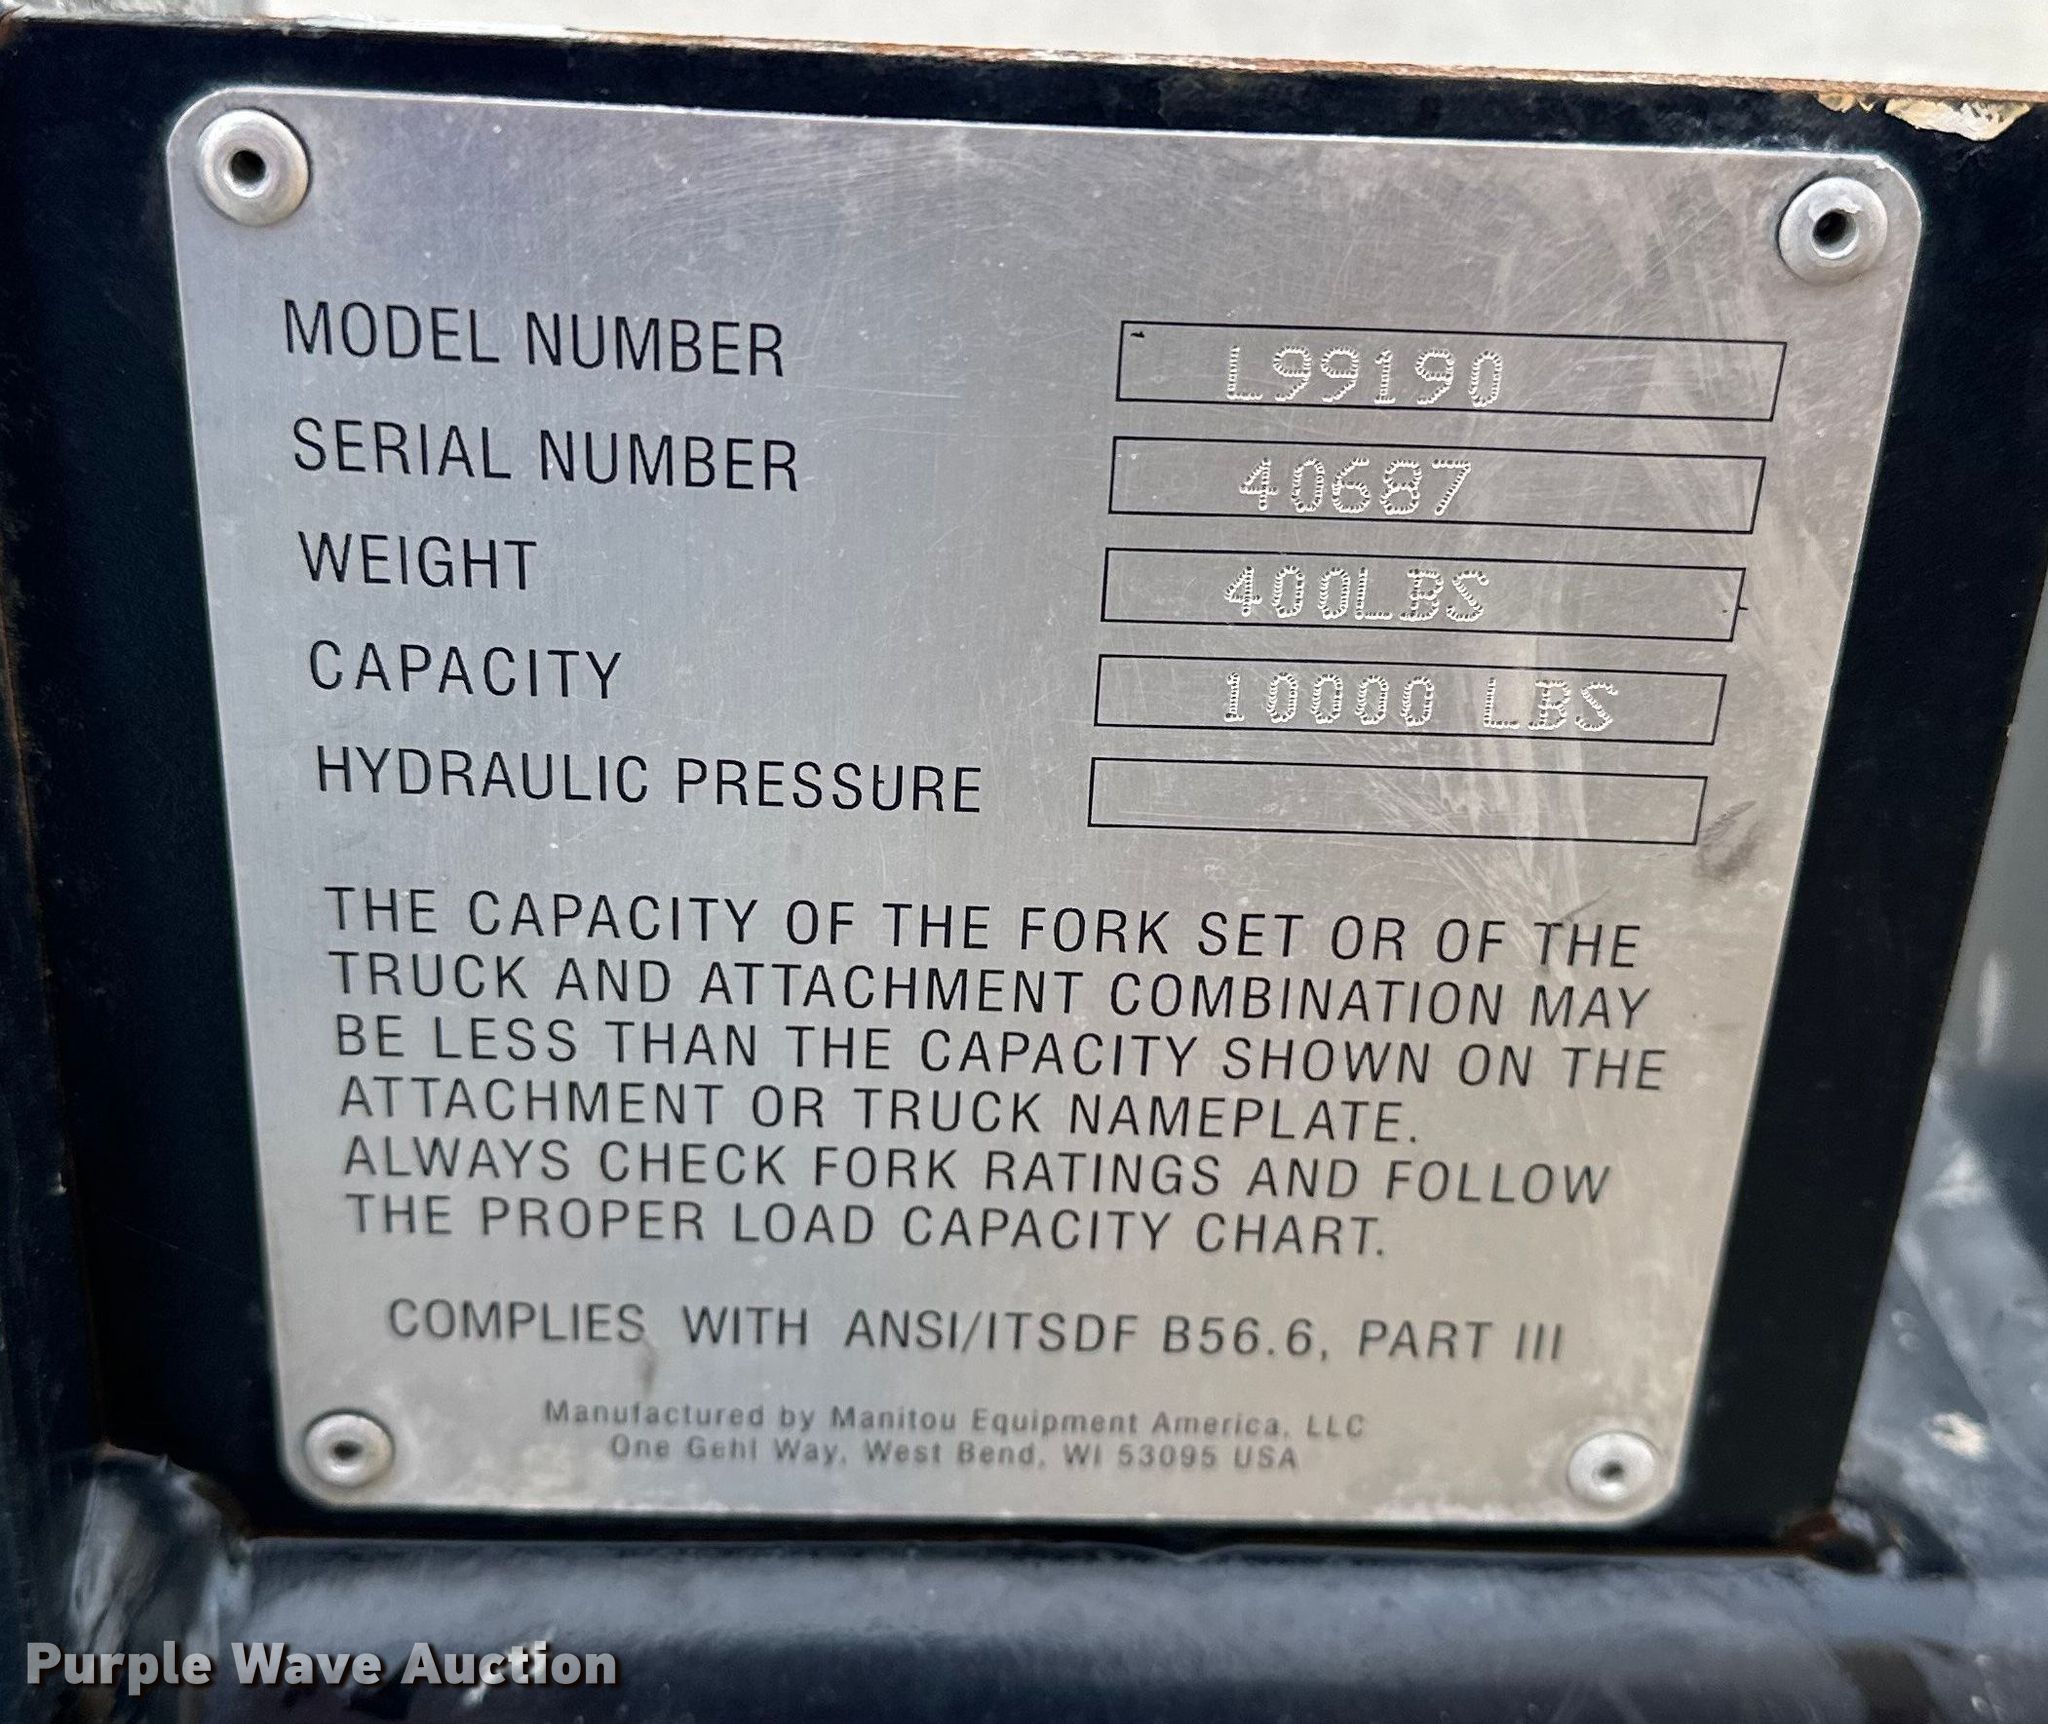 MODEL NUMBER L99190
SERIAL NUMBER 40687
WEIGHT 400LBS
CAPACITY 10000 LBS
HYDRAULIC PRESSURE
THE CAPACITY OF THE FORK SET OR OF THE
TRUCK AND ATTACHMENT COMBINATION MAY
BE LESS THAN THE CAPACITY SHOWN ON THE
ATTACHMENT OR TRUCK NAMEPLATE.
ALWAYS CHECK FORK RATINGS AND FOLLOW
THE PROPER LOAD CAPACITY CHART.
COMPLIES WITH ANSI/ITSDF B56.6, PART III
Manufactured by Manitou Equipment America, LLC
One Gehl Way, West Bend, WI 53095 USA
Purple Wave Auction